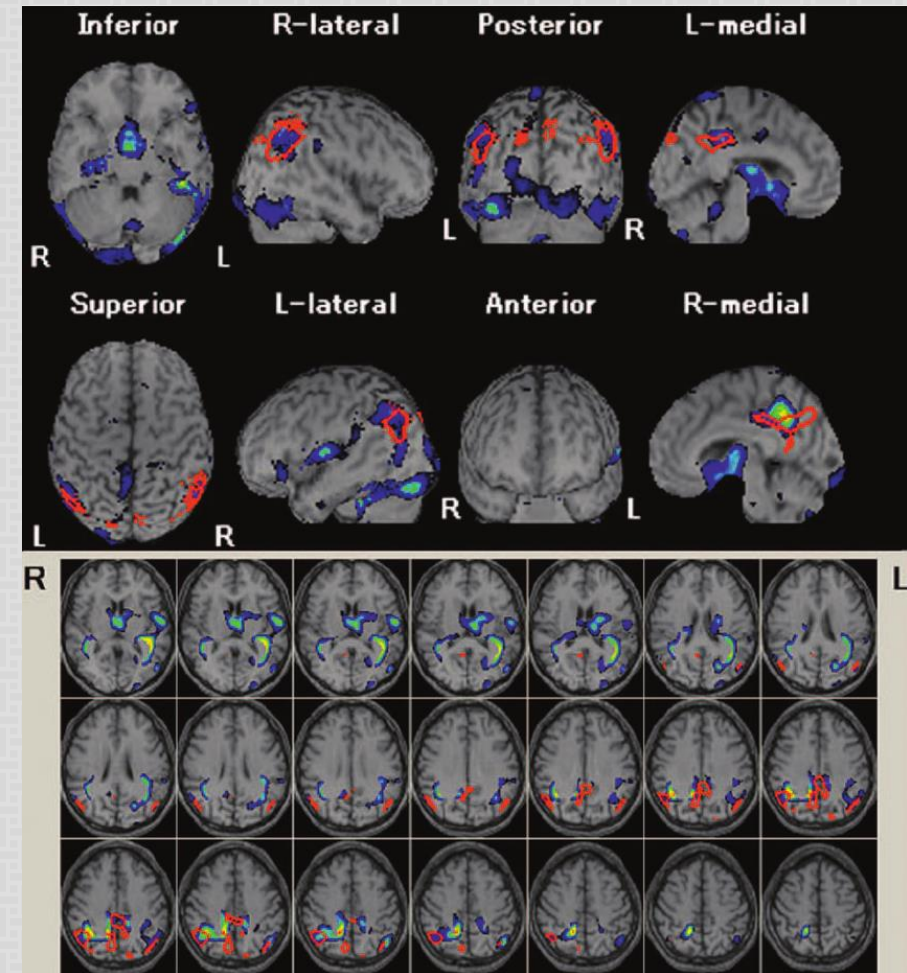 Inferior R-lateral Posterior L-medial
R L L R
Superior L-lateral Anterior R-medial
L R R L
R L